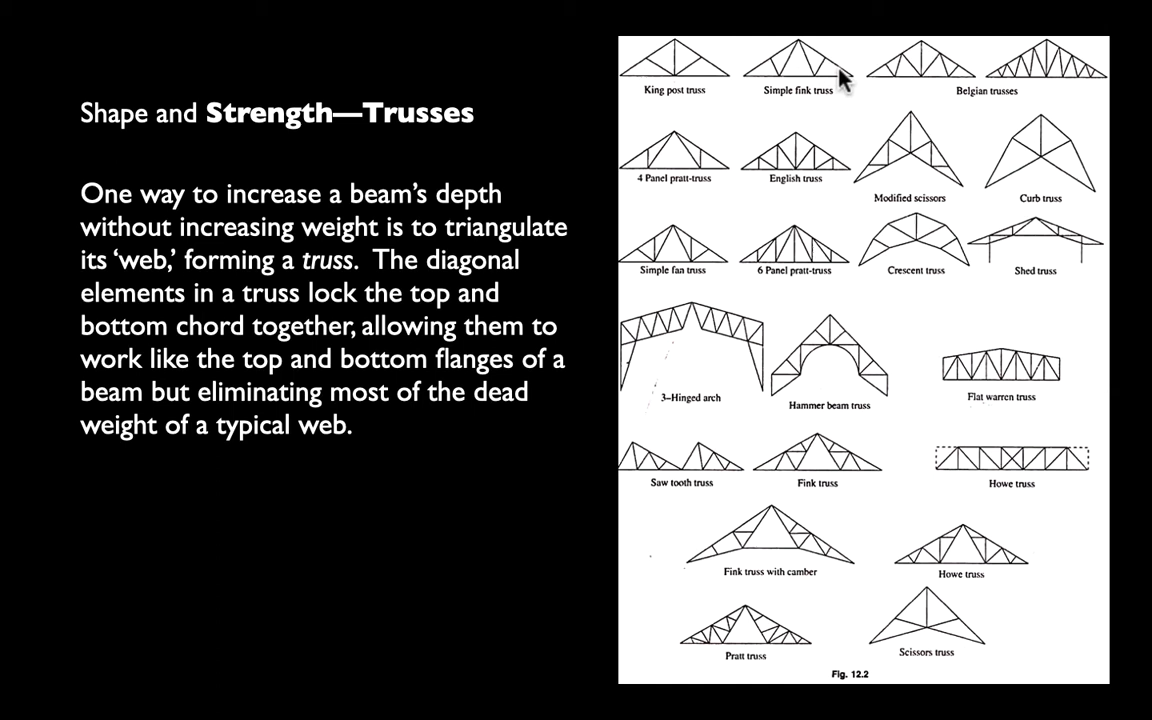 Shape and Strength—Trusses
One way to increase a beam’s depth
without increasing weight is to triangulate
its ‘web,’ forming a truss. The diagonal
elements in a truss lock the top and
bottom chord together, allowing them to
work like the top and bottom flanges of a
beam but eliminating most of the dead
weight of a typical web.
King post truss
Simple fink truss
Belgian trusses
4 Panel pratt-truss
English truss
Modified scissors
Curb truss
Simple fan truss
6 Panel pratt-truss
Crescent truss
Shed truss
3–Hinged arch
Hammer beam truss
Flat warren truss
Saw tooth truss
Fink truss
Howe truss
Fink truss with camber
Howe truss
Pratt truss
Scissors truss
Fig. 12.2